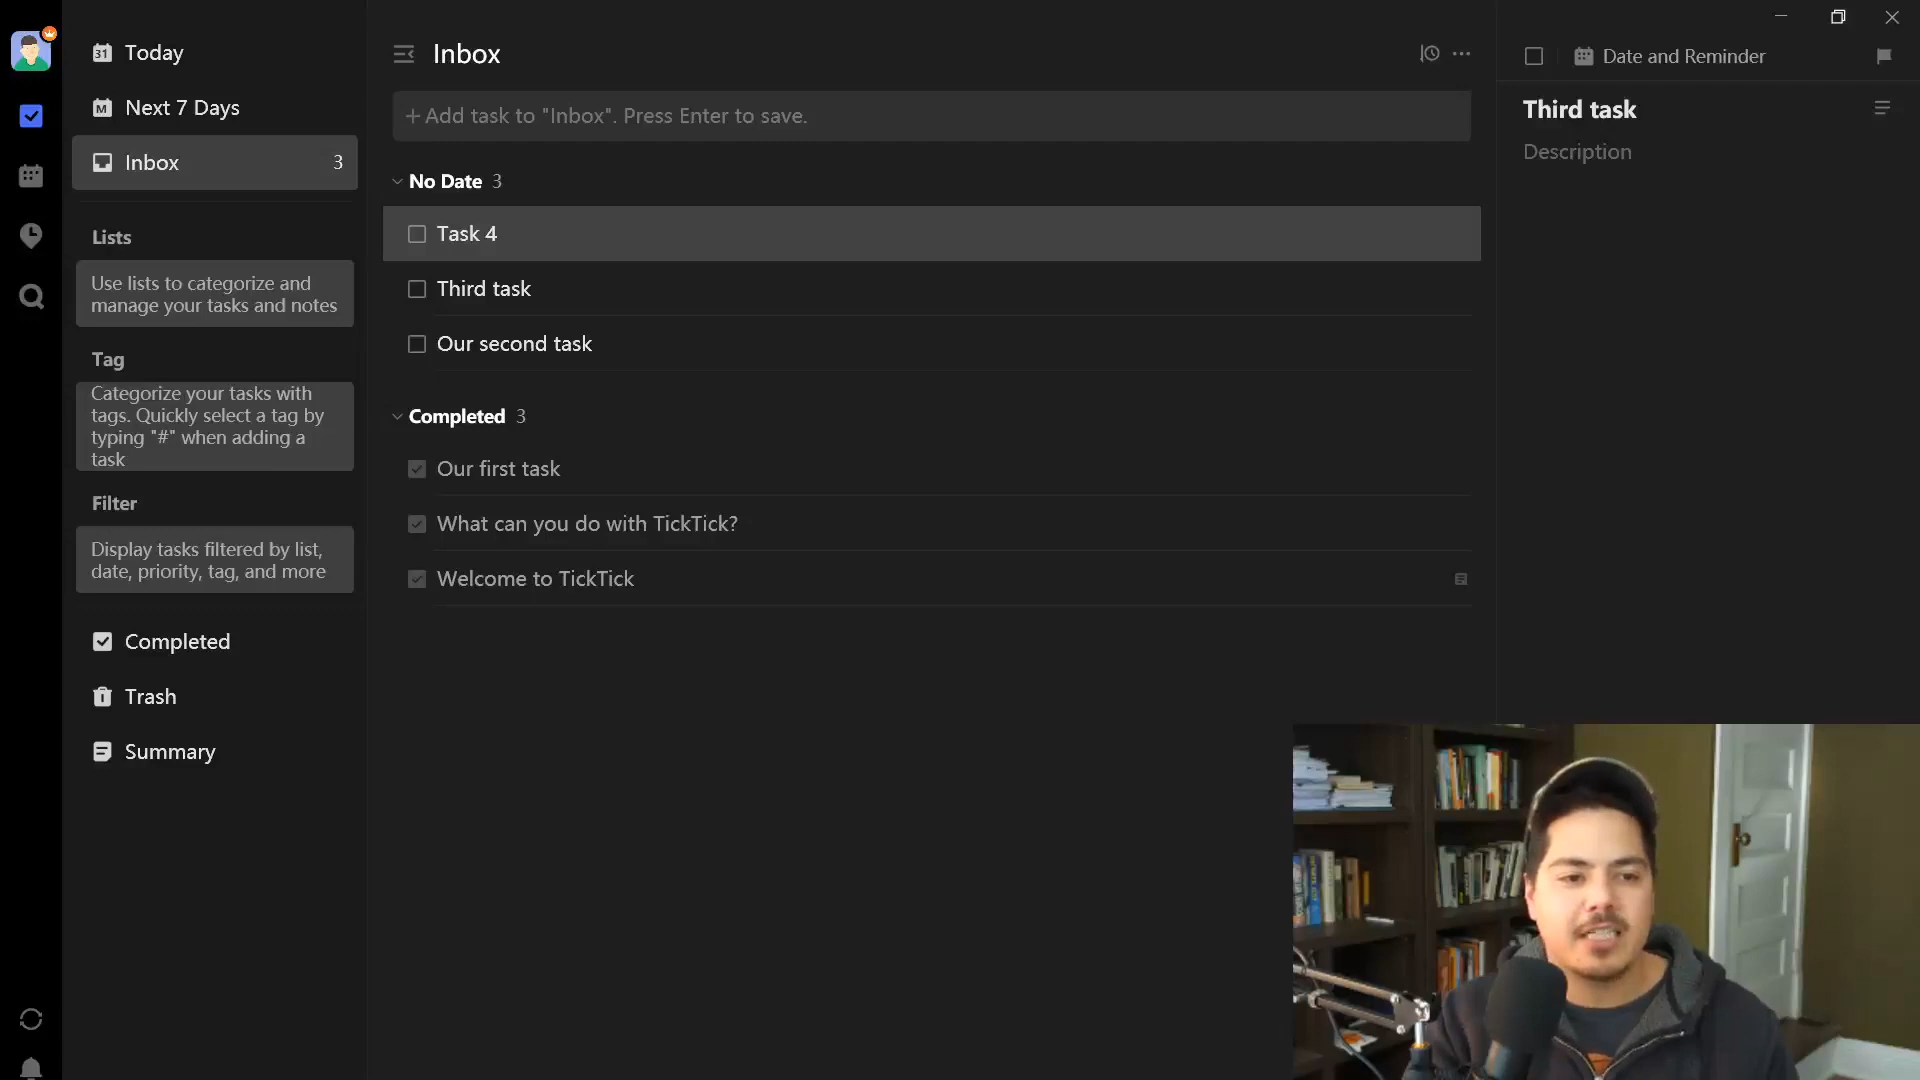 Today
Next 7 Days
Inbox 3
Lists
Use lists to categorize and
manage your tasks and notes
Tag
Categorize your tasks with
tags. Quickly select a tag by
typing "#" when adding a
task
Filter
Display tasks filtered by list,
date, priority, tag, and more
Completed
Trash
Summary
Inbox
+ Add task to "Inbox". Press Enter to save.
No Date 3
Task 4
Third task
Our second task
Completed 3
Our first task
What can you do with TickTick?
Welcome to TickTick
Date and Reminder
Third task
Description